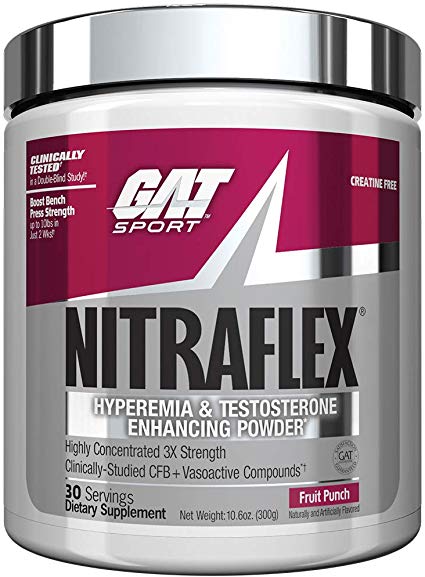 CLINICALLY
TESTED†
in a Double-Blind Study!†
Boost Bench
Press Strength
up to 10lbs in
Just 2 Wks!†
GAT™
SPORT
CREATINE FREE
NITRAFLEX®
HYPEREMIA & TESTOSTERONE
ENHANCING POWDER*
Highly Concentrated 3X Strength
Clinically-Studied CFB + Vasoactive Compounds*†
GAT
30 Servings
Dietary Supplement
Net Weight: 10.6oz. (300g)
Fruit Punch
Naturally and Artificially Flavored